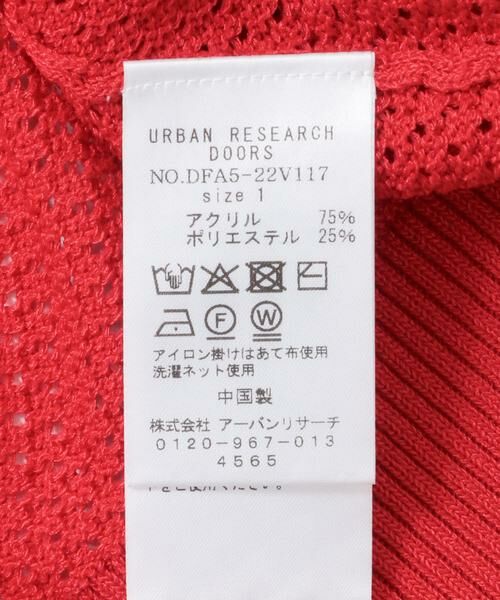 URBAN RESEARCH
DOORS
NO.DFA5-22V117
size 1
アクリル 75%
ポリエステル 25%
F W
アイロン掛けはあて布使用
洗濯ネット使用
中国製
株式会社 アーバンリサーチ
0120-967-013
4565